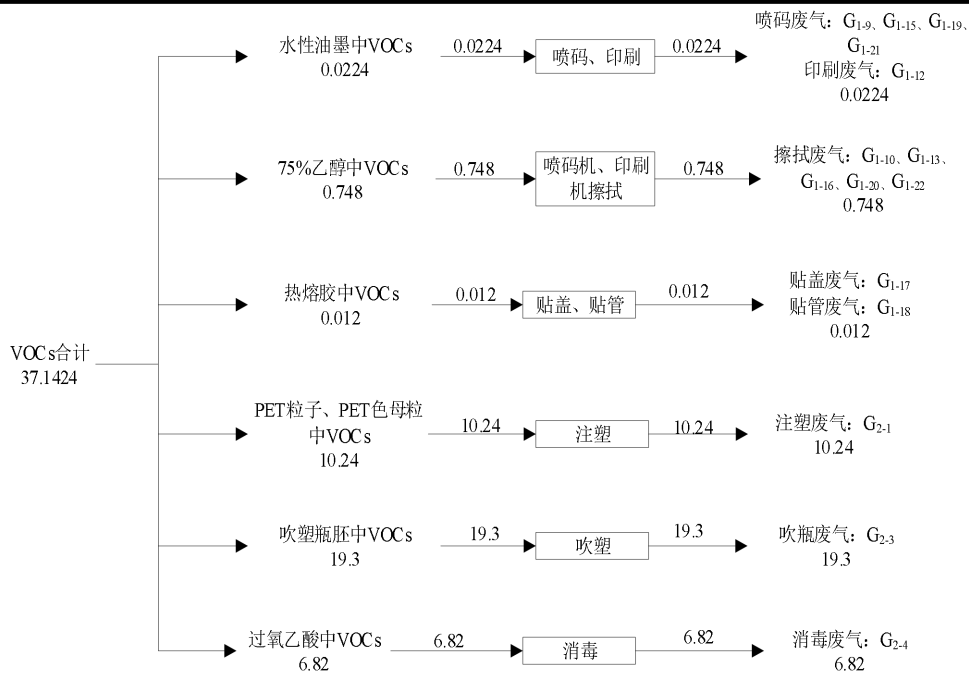 水性油墨中VOCs
0.0224
0.0224
喷码、印刷
0.0224
喷码废气：G1-9、G1-15、G1-19、
G1-21
印刷废气：G1-12
0.0224
75%乙醇中VOCs
0.748
0.748
喷码机、印刷
机擦拭
0.748
擦拭废气：G1-10、G1-13、
G1-16、G1-20、G1-22
0.748
热熔胶中VOCs
0.012
0.012
贴盖、贴管
0.012
贴盖废气：G1-17
贴管废气：G1-18
0.012
VOCs合计
37.1424
PET粒子、PET色母粒
中VOCs
10.24
10.24
注塑
10.24
注塑废气：G2-1
10.24
吹塑瓶胚中VOCs
19.3
19.3
吹塑
19.3
吹瓶废气：G2-3
19.3
过氧乙酸中VOCs
6.82
6.82
消毒
6.82
消毒废气：G2-4
6.82